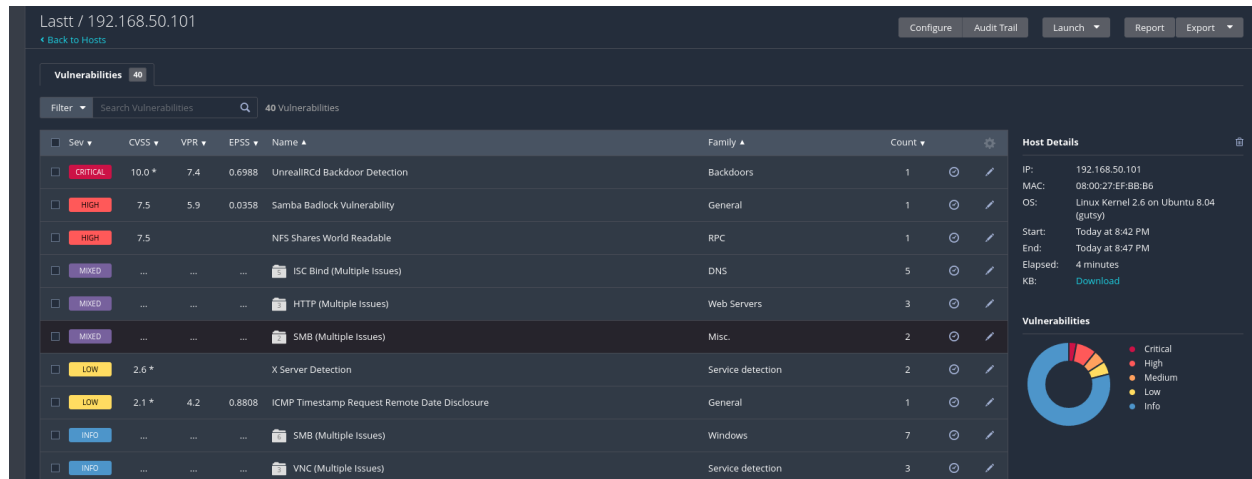 Lastt / 192.168.50.101
Back to Hosts
Configure Audit Trail Launch Report Export
Vulnerabilities 40
Filter Search Vulnerabilities 40 Vulnerabilities
Sev CVSS VPR EPSS Name Family Count
CRITICAL 10.0 * 7.4 0.6988 UnrealIRCd Backdoor Detection Backdoors 1
HIGH 7.5 5.9 0.0358 Samba Badlock Vulnerability General 1
HIGH 7.5 NFS Shares World Readable RPC 1
MIXED ... ... ... 5 ISC Bind (Multiple Issues) DNS 5
MIXED ... ... ... 3 HTTP (Multiple Issues) Web Servers 3
MIXED ... ... ... 2 SMB (Multiple Issues) Misc. 2
LOW 2.6 * X Server Detection Service detection 2
LOW 2.1 * 4.2 0.8808 ICMP Timestamp Request Remote Date Disclosure General 1
INFO ... ... ... 6 SMB (Multiple Issues) Windows 7
INFO ... ... ... 3 VNC (Multiple Issues) Service detection 3
Host Details
IP: 192.168.50.101
MAC: 08:00:27:EF:BB:B6
OS: Linux Kernel 2.6 on Ubuntu 8.04
(gutsy)
Start: Today at 8:42 PM
End: Today at 8:47 PM
Elapsed: 4 minutes
KB: Download
Vulnerabilities
Critical
High
Medium
Low
Info